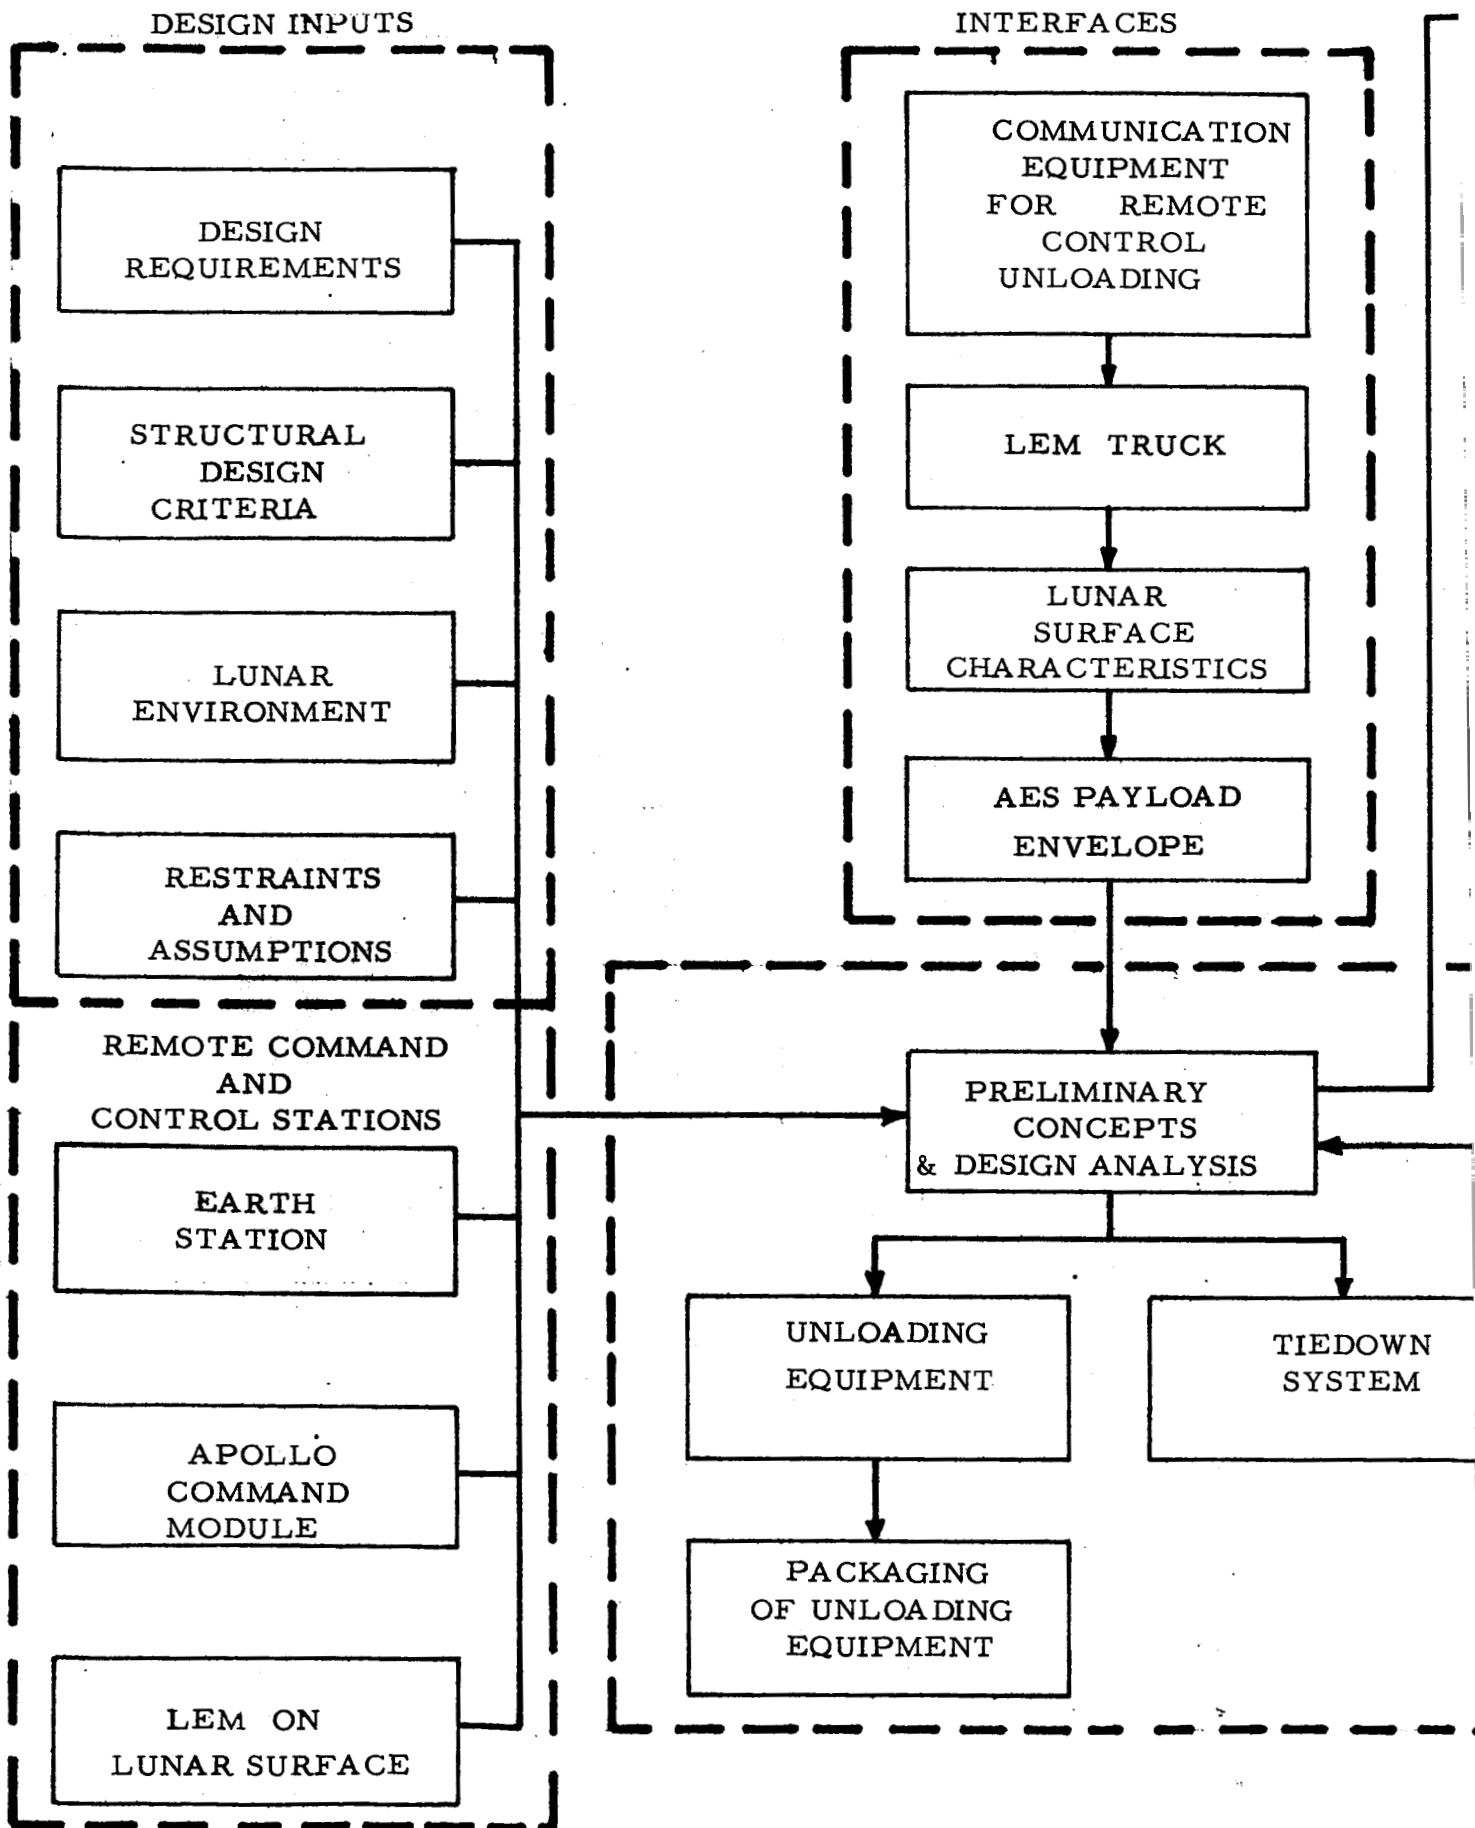 DESIGN INPUTS
DESIGN
REQUIREMENTS
STRUCTURAL
DESIGN
CRITERIA
LUNAR
ENVIRONMENT
RESTRAINTS
AND
ASSUMPTIONS
REMOTE COMMAND
AND
CONTROL STATIONS
EARTH
STATION
APOLLO
COMMAND
MODULE
LEM ON
LUNAR SURFACE
INTERFACES
COMMUNICATION
EQUIPMENT
FOR REMOTE
CONTROL
UNLOADING
LEM TRUCK
LUNAR
SURFACE
CHARACTERISTICS
AES PAYLOAD
ENVELOPE
PRELIMINARY
CONCEPTS
& DESIGN ANALYSIS
UNLOADING
EQUIPMENT
TIEDOWN
SYSTEM
PACKAGING
OF UNLOADING
EQUIPMENT